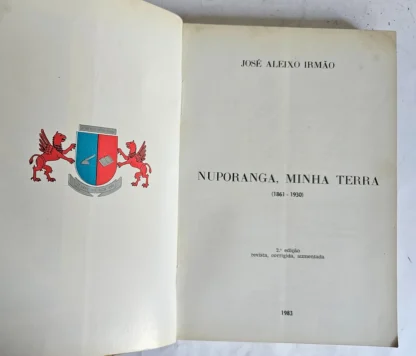 JOSÉ ALEIXO IRMÃO
NUPORANGA, MINHA TERRA
(1861 - 1930)
2.ª edição
revista, corrigida, aumentada
1983